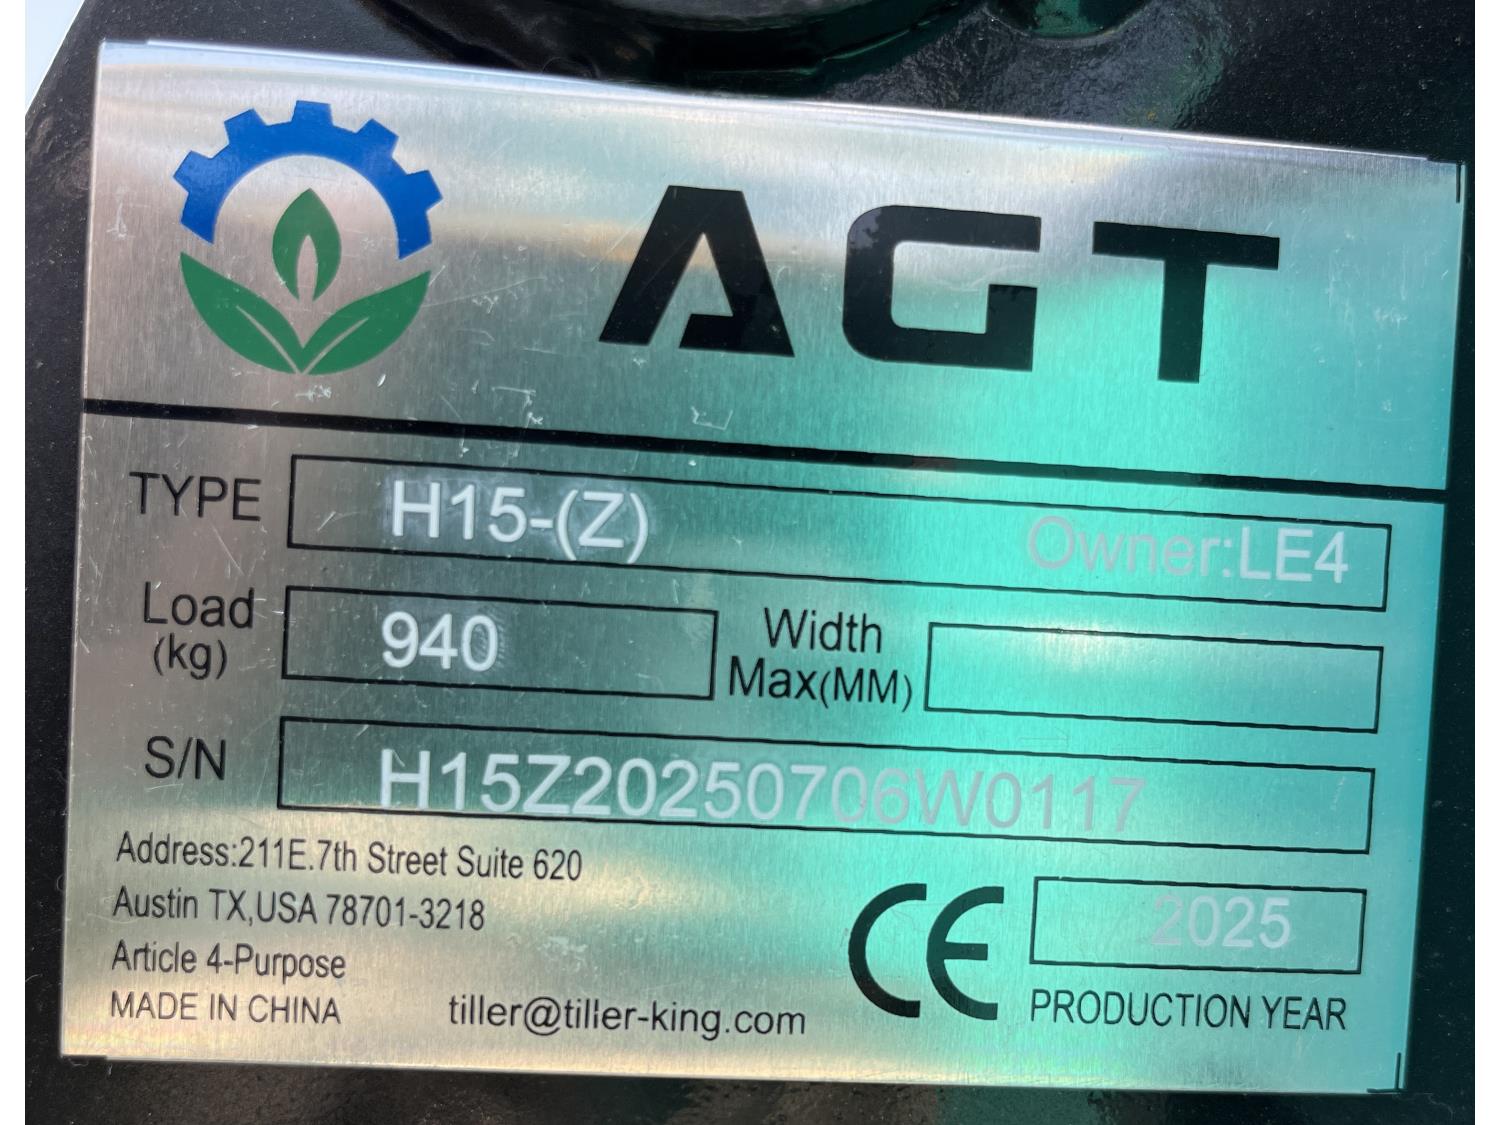 AGT
TYPE H15-(Z) Owner:LE4
Load (kg) 940 Width Max(MM)
S/N H15Z20250706W0117
Address:211E.7th Street Suite 620
Austin TX,USA 78701-3218
Article 4-Purpose
MADE IN CHINA
tiller@tiller-king.com
CE 2025
PRODUCTION YEAR